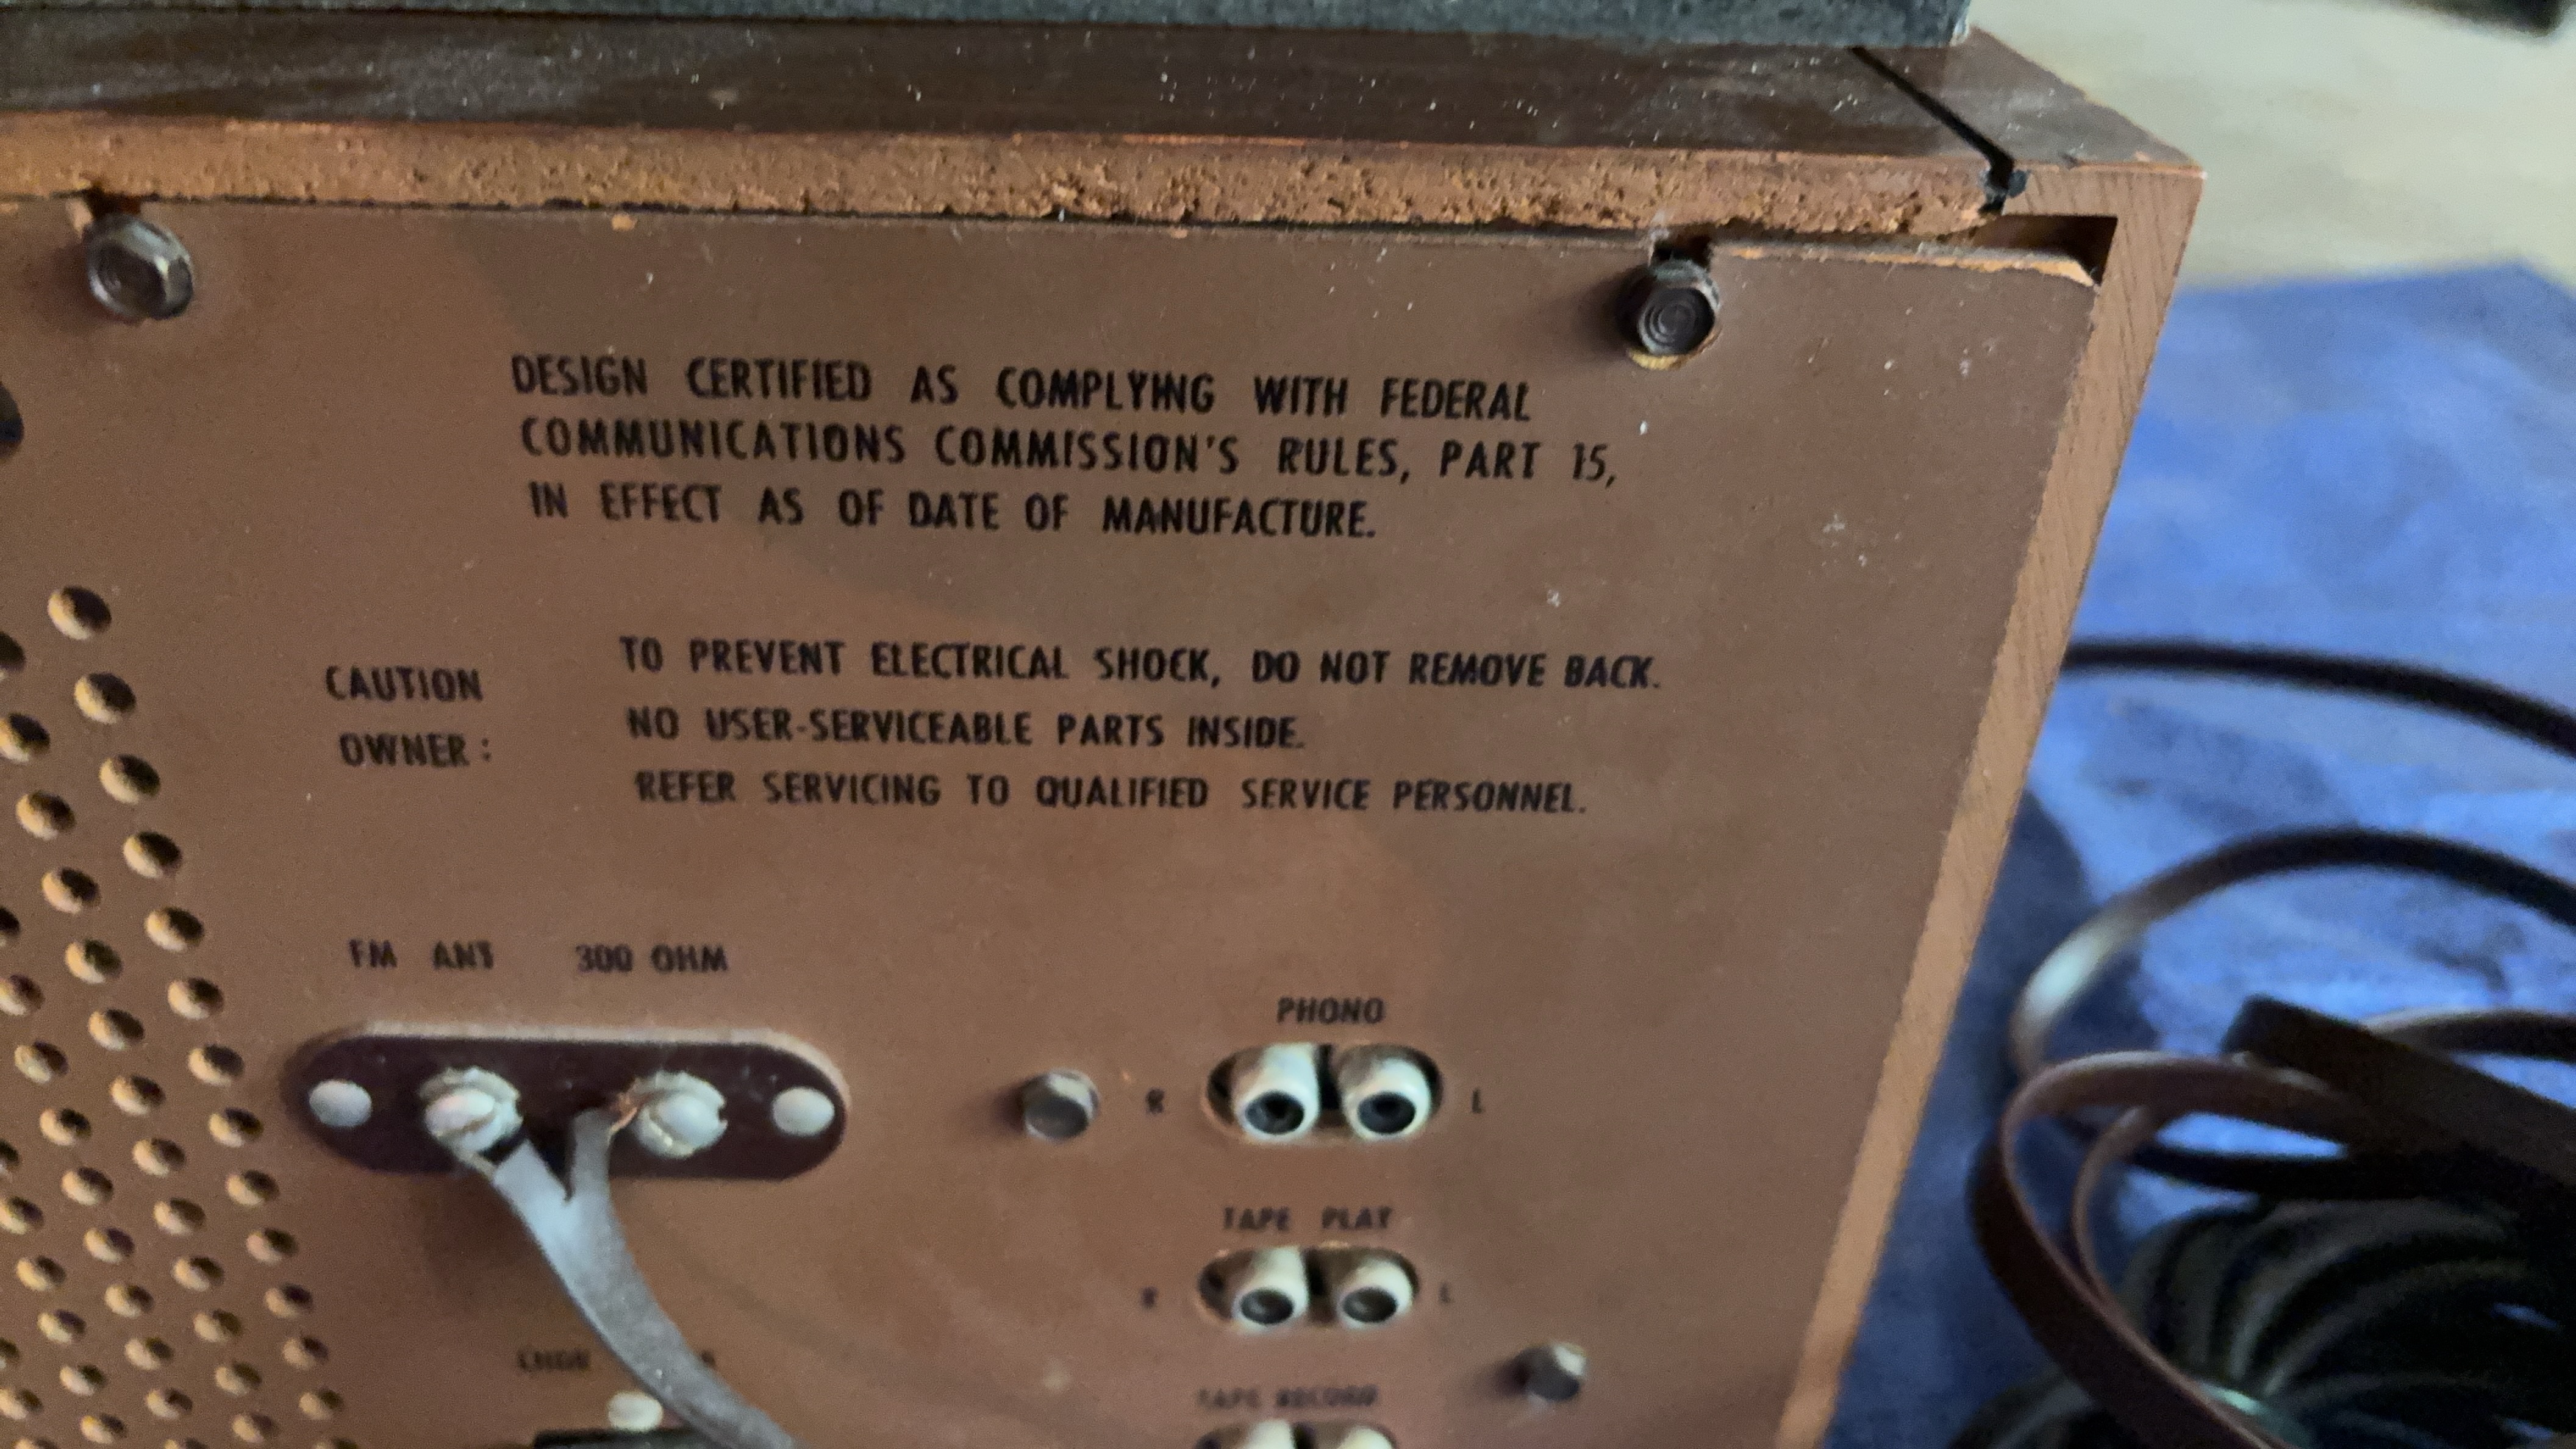 DESIGN CERTIFIED AS COMPLYING WITH FEDERAL
COMMUNICATIONS COMMISSION'S RULES, PART 15,
IN EFFECT AS OF DATE OF MANUFACTURE.
CAUTION
OWNER:
TO PREVENT ELECTRICAL SHOCK, DO NOT REMOVE BACK.
NO USER-SERVICEABLE PARTS INSIDE.
REFER SERVICING TO QUALIFIED SERVICE PERSONNEL.
FM ANT 300 OHM
PHONO
R L
TAPE PLAY
R L
TAPE RECORD